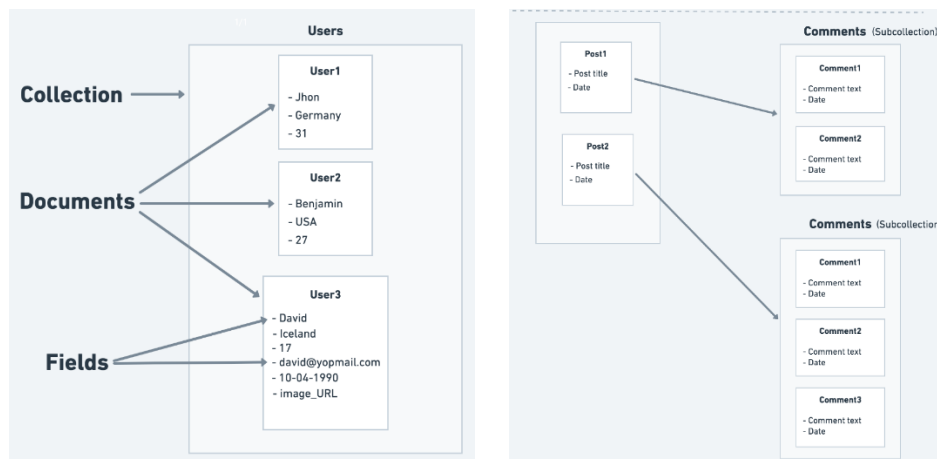 Users
Collection
User1
- Jhon
- Germany
- 31
Documents
User2
- Benjamin
- USA
- 27
User3
- David
- Iceland
- 17
Fields
- david@yopmail.com
- 10-04-1990
- image_URL
Post1
- Post title
- Date
Post2
- Post title
- Date
Comments (Subcollection)
Comment1
- Comment text
- Date
Comment2
- Comment text
- Date
Comments (Subcollection
Comment1
- Comment text
- Date
Comment2
- Comment text
- Date
Comment3
- Comment text
- Date